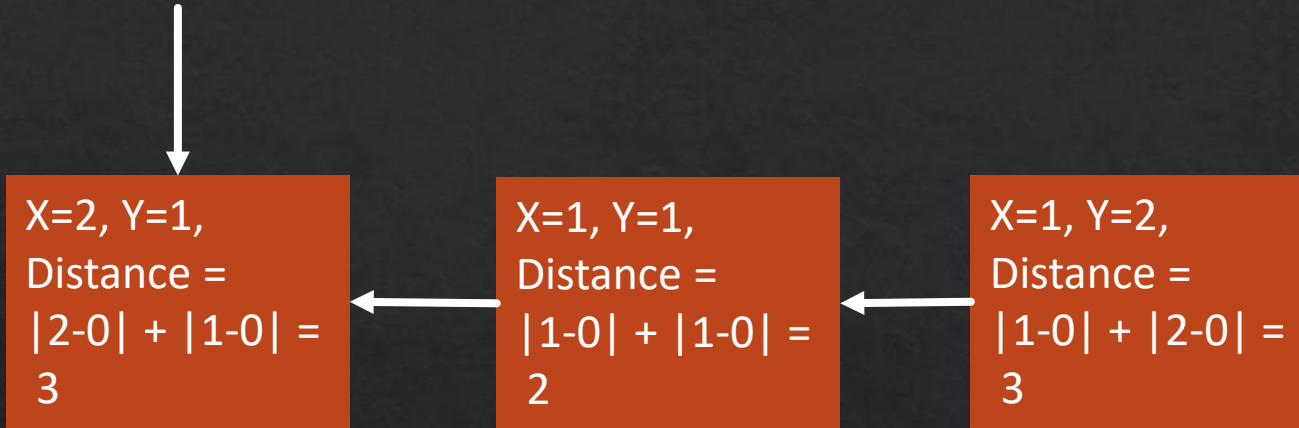 X=2, Y=1,
Distance =
|2-0| + |1-0| =
3
X=1, Y=1,
Distance =
|1-0| + |1-0| =
2
X=1, Y=2,
Distance =
|1-0| + |2-0| =
3